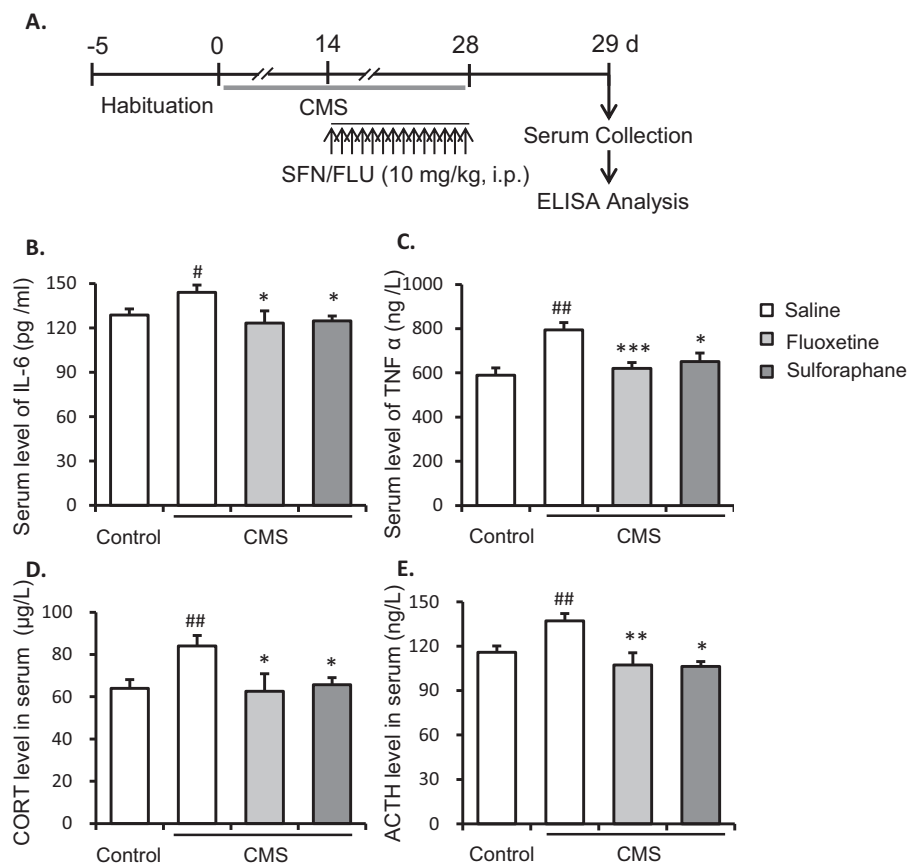 A.
-5 0 14 28 29 d
Habituation CMS
Serum Collection
SFN/FLU (10 mg/kg, i.p.)
ELISA Analysis
B.
Serum level of IL-6 (pg /ml)
150
120
90
60
30
0
# * *
Control CMS
C.
Serum level of TNF α (ng /L)
1000
800
600
400
200
0
## *** *
Control CMS
Saline
Fluoxetine
Sulforaphane
D.
CORT level in serum (µg/L)
100
80
60
40
20
0
## * *
Control CMS
E.
ACTH level in serum (ng/L)
150
120
90
60
30
0
## ** *
Control CMS